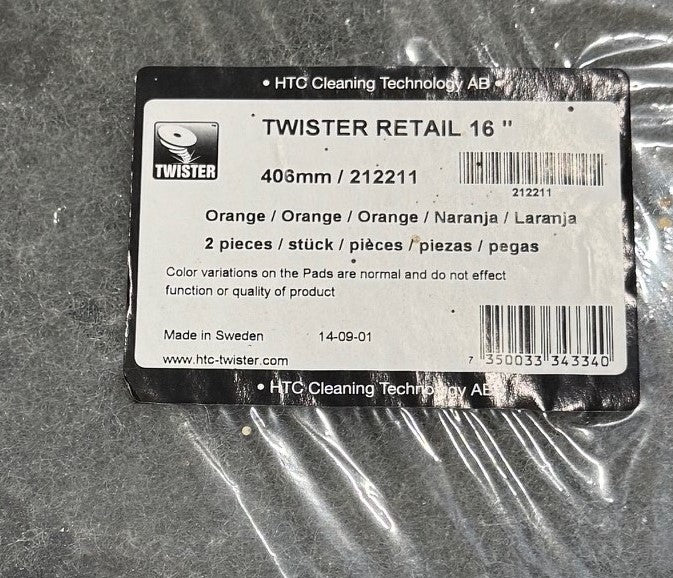 • HTC Cleaning Technology AB •
TWISTER RETAIL 16 "
TWISTER
406mm / 212211
212211
Orange / Orange / Orange / Naranja / Laranja
2 pieces / stück / pièces / piezas / pegas
Color variations on the Pads are normal and do not effect
function or quality of product
Made in Sweden 14-09-01
www.htc-twister.com
7 350033 343340
• HTC Cleaning Technology AB